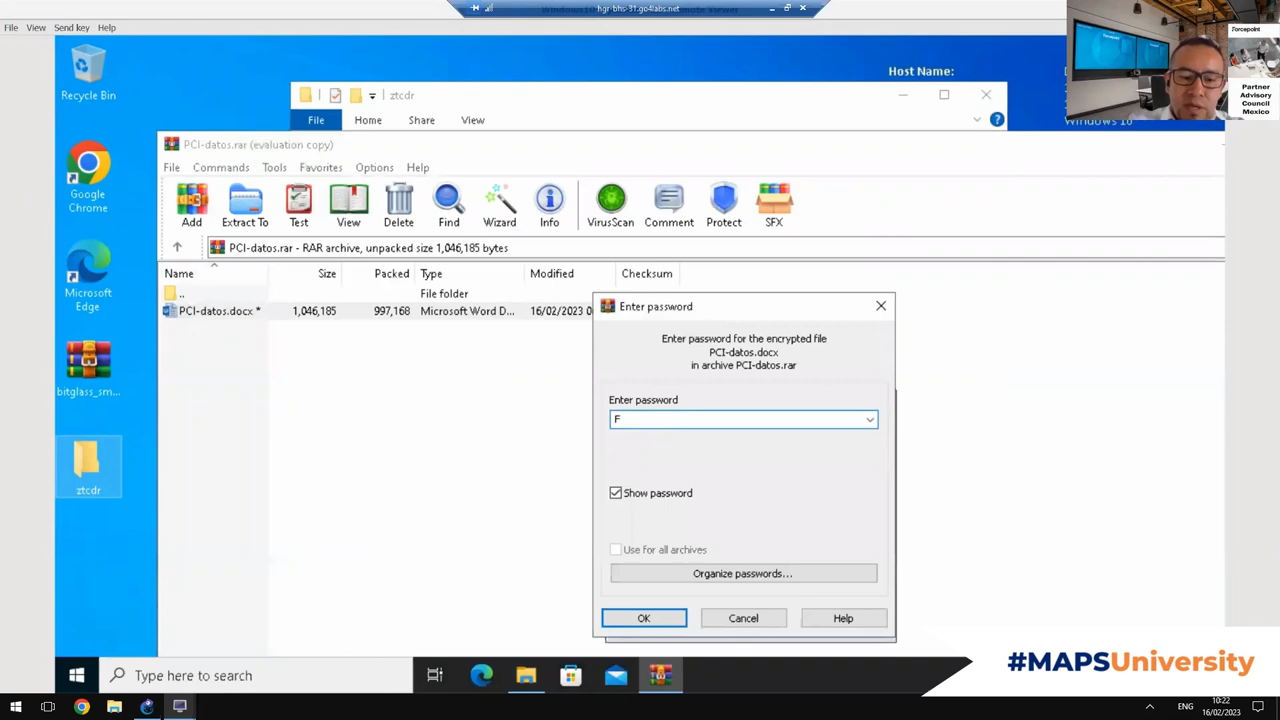 hgr-bhs-31.go4labs.net
File View Send key Help
Forcepoint
Partner
Advisory
Council
Mexico
Host Name:
Recycle Bin
ztcdr
File Home Share View
PCI-datos.rar (evaluation copy)
File Commands Tools Favorites Options Help
Google
Chrome
Add Extract To Test View Delete Find Wizard Info VirusScan Comment Protect SFX
PCI-datos.rar - RAR archive, unpacked size 1,046,185 bytes
Name Size Packed Type Modified Checksum
.. File folder
PCI-datos.docx * 1,046,185 997,168 Microsoft Word D... 16/02/2023
Microsoft
Edge
Enter password
Enter password for the encrypted file
PCI-datos.docx
in archive PCI-datos.rar
bitglass_sm...
Enter password
F
ztcdr
Show password
Use for all archives
Organize passwords...
OK Cancel Help
Type here to search
#MAPSUniversity
ENG
10:22
16/02/2023